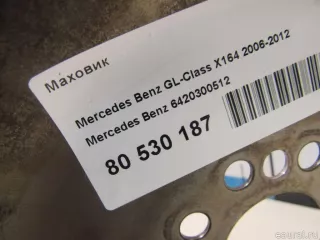 Маховик
Mercedes Benz GL-Class X164 2006-2012
Mercedes Benz 6420300512
80 530 187